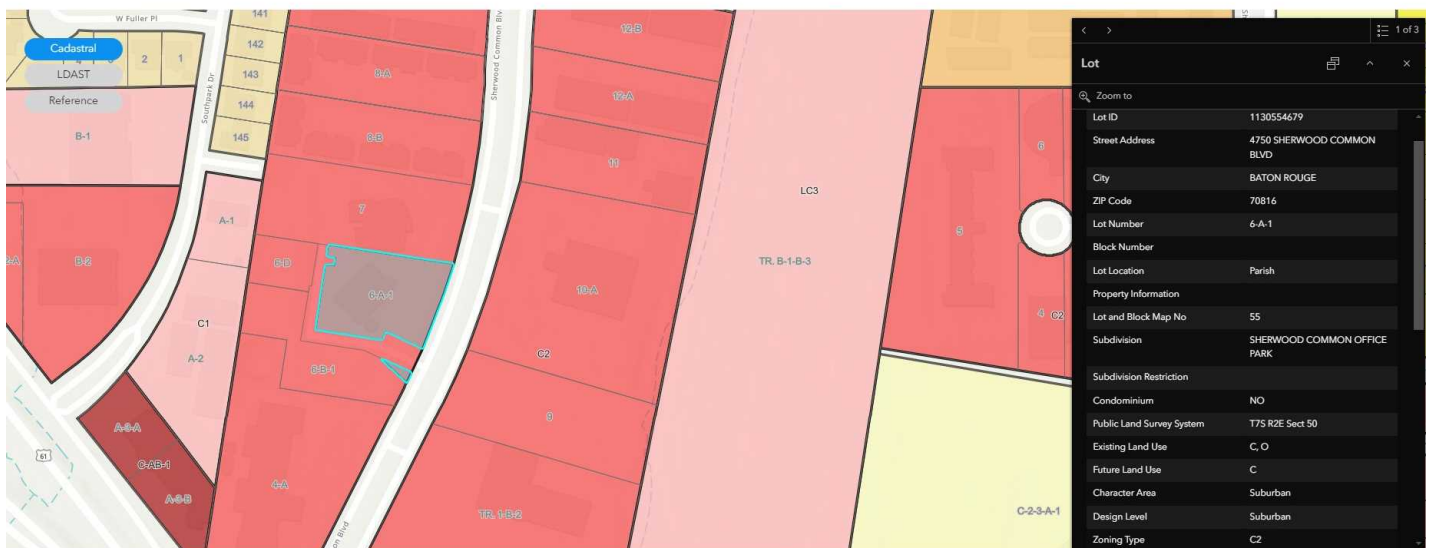 W Fuller Pl
141
142
143
144
145
2
1
Cadastral
LDAST
Reference
Southpark Dr
Sherwood Common Blvd
B-1
8-A
8-B
7
12-B
12-A
11
A-1
B-2
2-A
6-D
6-A-1
10-A
C1
A-2
6-B-1
C2
9
A-3-A
C-AB-1
A-3-B
61
4-A
TR. 1-B-2
on Blvd
LC3
TR. B-1-B-3
6
5
4
C2
C-2-3-A-1
1 of 3
Lot
Zoom to
Lot ID 1130554679
Street Address 4750 SHERWOOD COMMON
BLVD
City BATON ROUGE
ZIP Code 70816
Lot Number 6-A-1
Block Number
Lot Location Parish
Property Information
Lot and Block Map No 55
Subdivision SHERWOOD COMMON OFFICE
PARK
Subdivision Restriction
Condominium NO
Public Land Survey System T7S R2E Sect 50
Existing Land Use C, O
Future Land Use C
Character Area Suburban
Design Level Suburban
Zoning Type C2